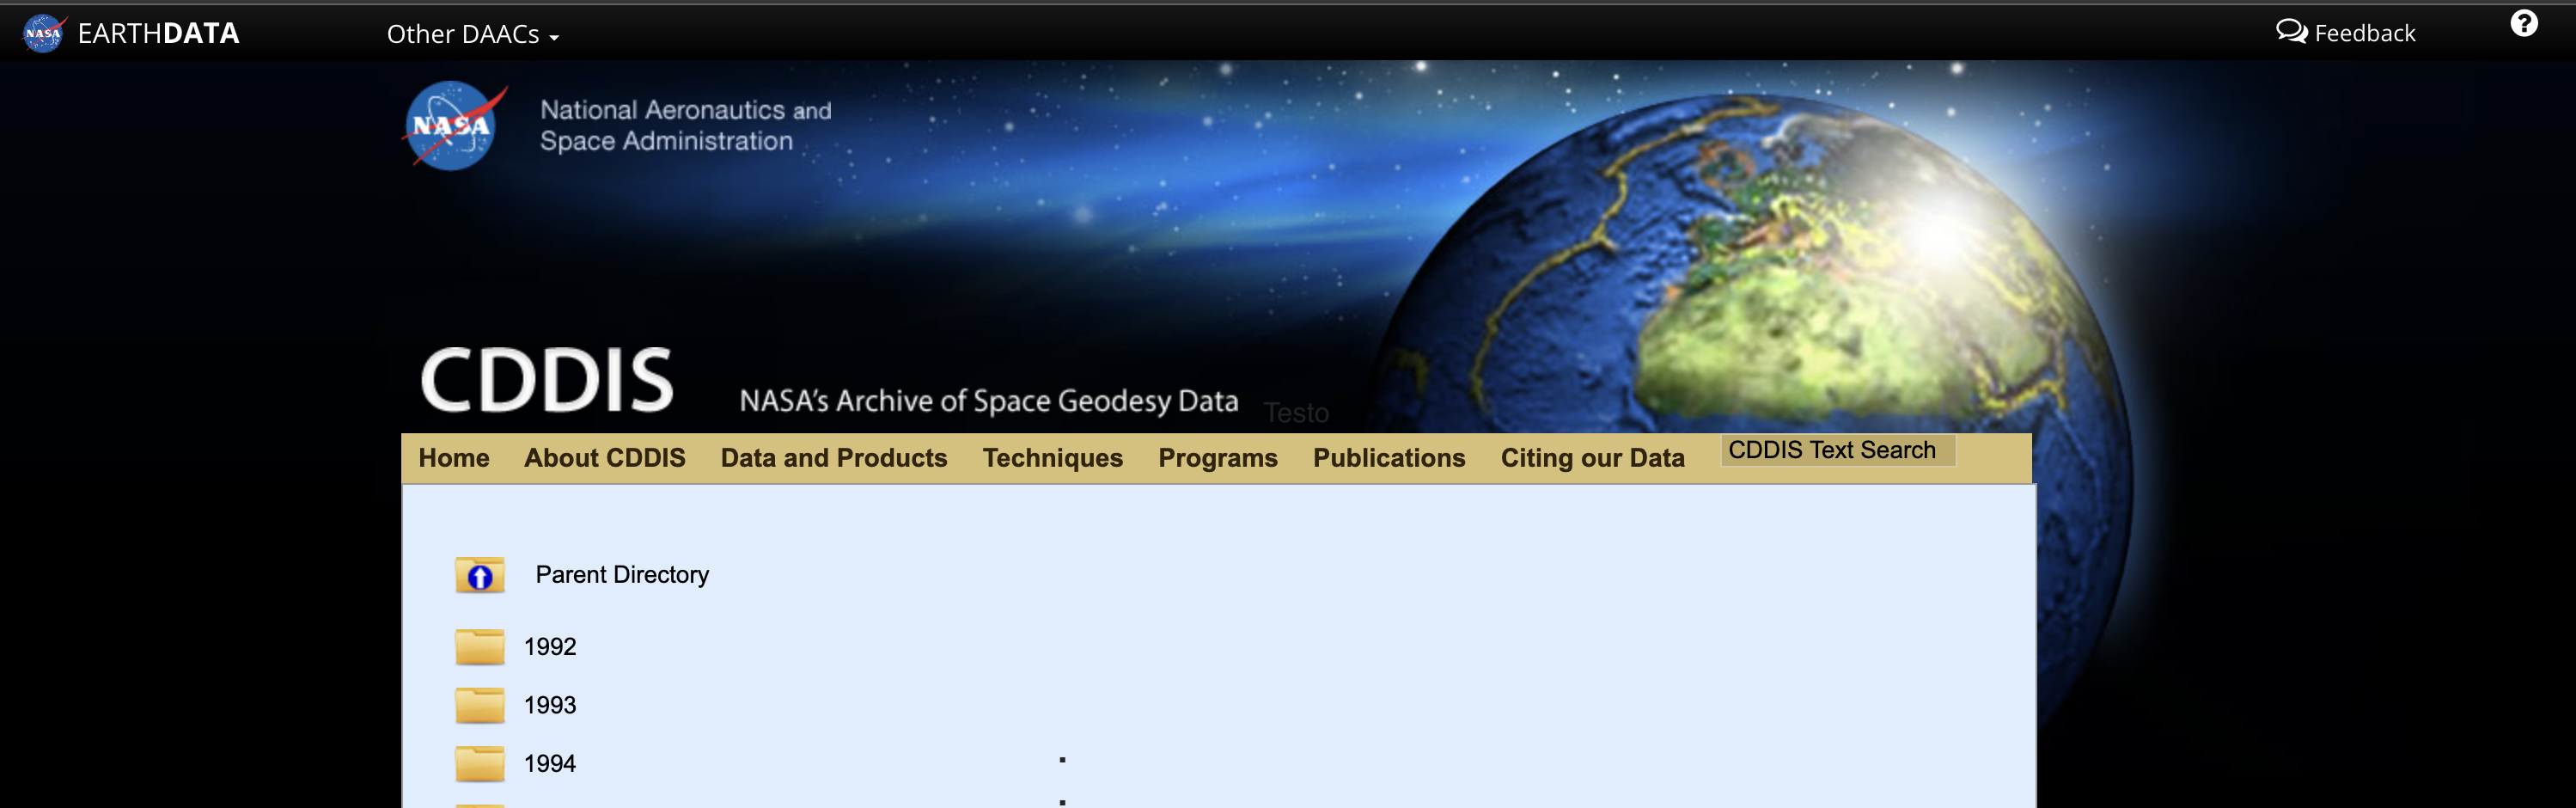 NASA EARTHDATA Other DAACs Feedback ?
NASA
National Aeronautics and
Space Administration
CDDIS NASA's Archive of Space Geodesy Data Testo
Home About CDDIS Data and Products Techniques Programs Publications Citing our Data CDDIS Text Search
Parent Directory
1992
1993
1994